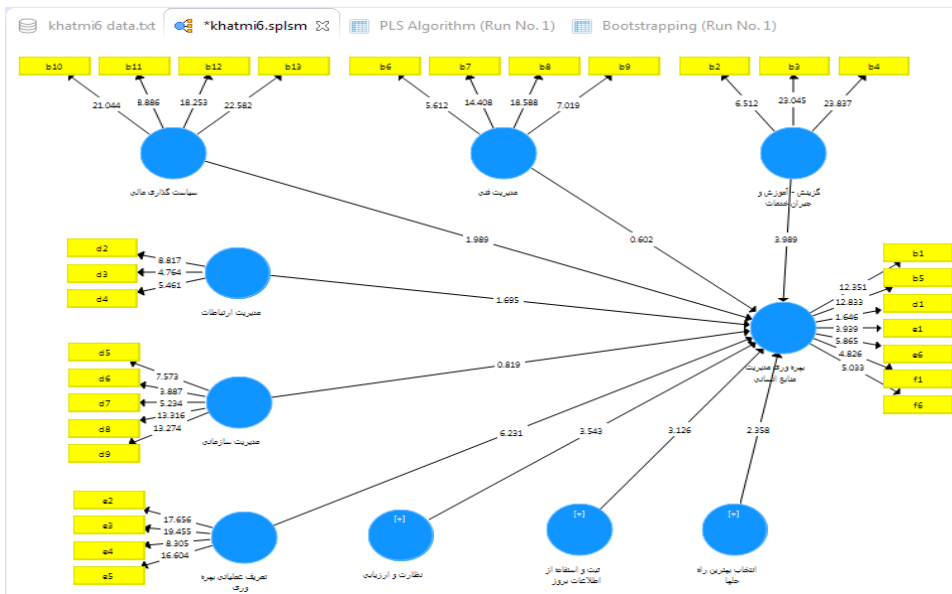 khatmi6 data.txt *khatmi6.splsm PLS Algorithm (Run No. 1) Bootstrapping (Run No. 1)
b10 b11 b12 b13 b6 b7 b8 b9 b2 b3 b4
21.044 8.886 18.253 22.582 5.612 14.408 18.588 7.019 6.512 23.045 23.837
سیاست گذاری مالی
مدیریت فنی
گزینش - آموزش و
جبران خدمات
1.989 0.602 3.989
d2
d3
d4
8.817
4.764
5.461
مدیریت ارتباطات
1.695
b1
b5
d1
e1
e6
f1
f6
12.351
12.833
1.646
3.939
5.865
4.826
5.033
بهره وری مدیریت
منابع انسانی
d5
d6
d7
d8
d9
7.573
3.887
5.234
13.316
13.274
مدیریت سازمانی
0.819
6.231 3.543 3.126 2.358
e2
e3
e4
e5
17.656
19.455
8.305
16.604
تعریف عملیاتی بهره
وری
[+]
نظارت و ارزیابی
[+]
ثبت و استفاده از
اطلاعات بروز
[+]
انتخاب بهترین راه
حلها